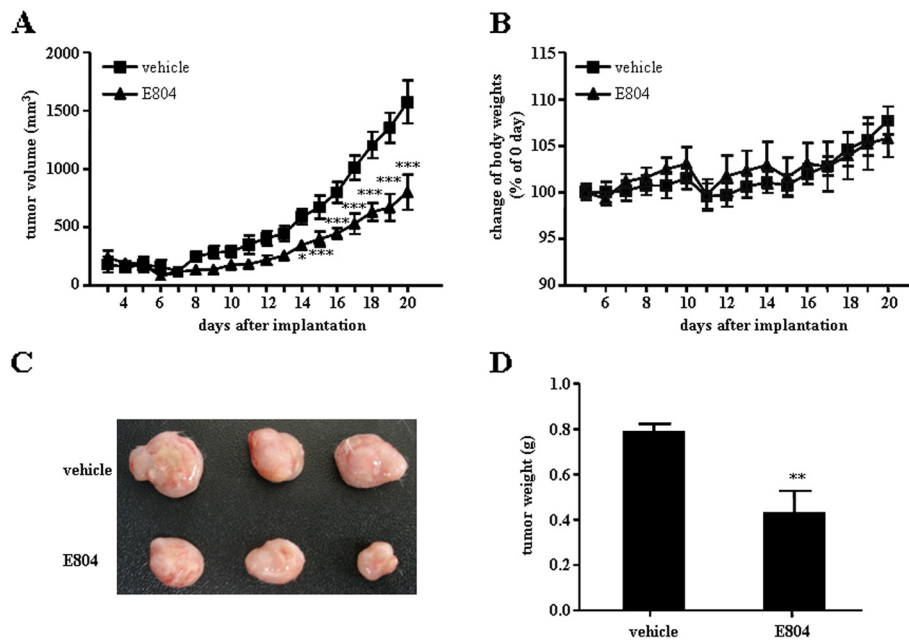 A
2000
1500
1000
500
0
tumor volume (mm³)
vehicle
E804
*
***
***
***
***
***
***
4 6 8 10 12 14 16 18 20
days after implantation
B
115
110
105
100
95
90
change of body weights
(% of 0 day)
vehicle
E804
6 8 10 12 14 16 18 20
days after implantation
C
vehicle
E804
D
1.0
0.8
0.6
0.4
0.2
0.0
tumor weight (g)
**
vehicle E804